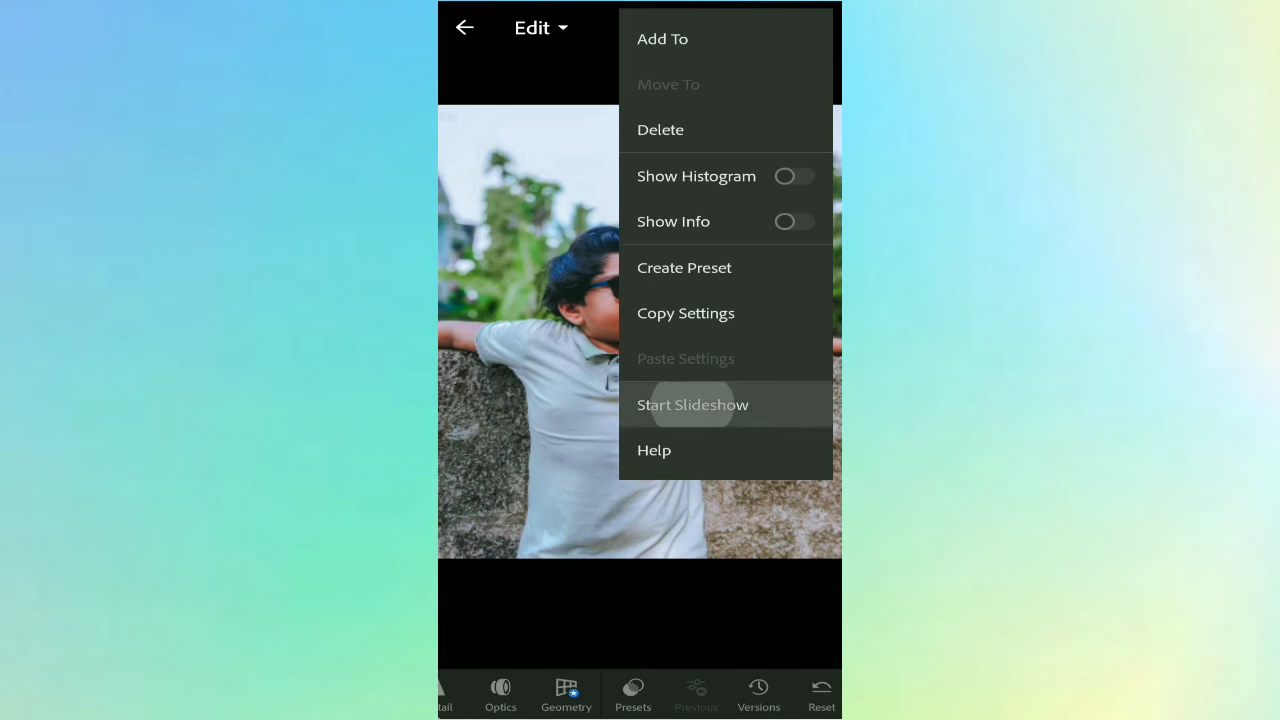 Edit
Add To
Move To
Delete
Show Histogram
Show Info
Create Preset
Copy Settings
Paste Settings
Start Slideshow
Help
tail
Optics
Geometry
Presets
Previous
Versions
Reset